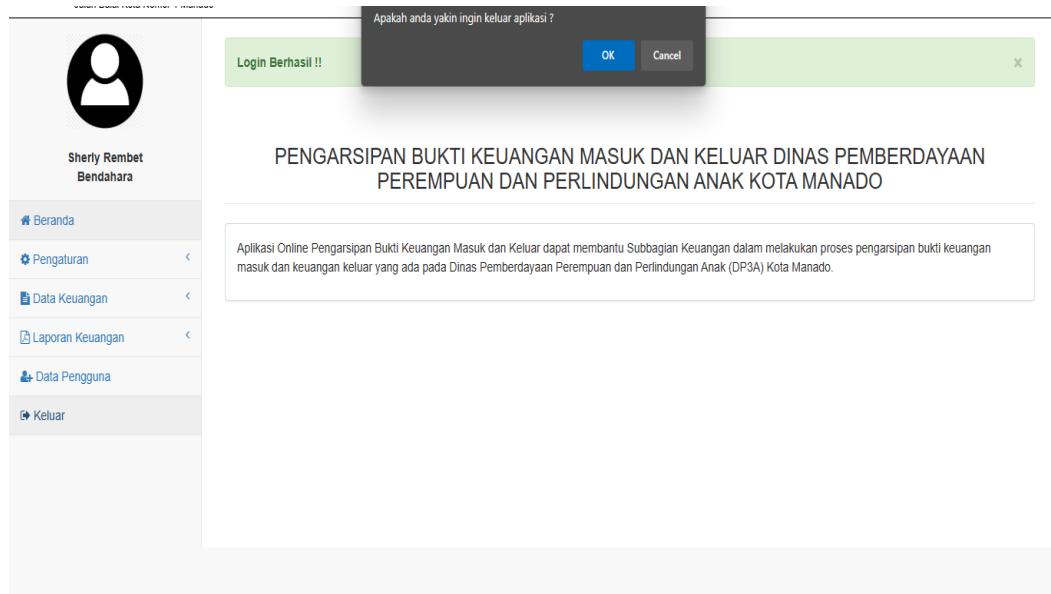 Apakah anda yakin ingin keluar aplikasi ?
OK Cancel
Login Berhasil !! ×
Sherly Rembet
Bendahara
Beranda
Pengaturan
Data Keuangan
Laporan Keuangan
Data Pengguna
Keluar
PENGARSIPAN BUKTI KEUANGAN MASUK DAN KELUAR DINAS PEMBERDAYAAN
PEREMPUAN DAN PERLINDUNGAN ANAK KOTA MANADO
Aplikasi Online Pengarsipan Bukti Keuangan Masuk dan Keluar dapat membantu Subbagian Keuangan dalam melakukan proses pengarsipan bukti keuangan
masuk dan keuangan keluar yang ada pada Dinas Pemberdayaan Perempuan dan Perlindungan Anak (DP3A) Kota Manado.